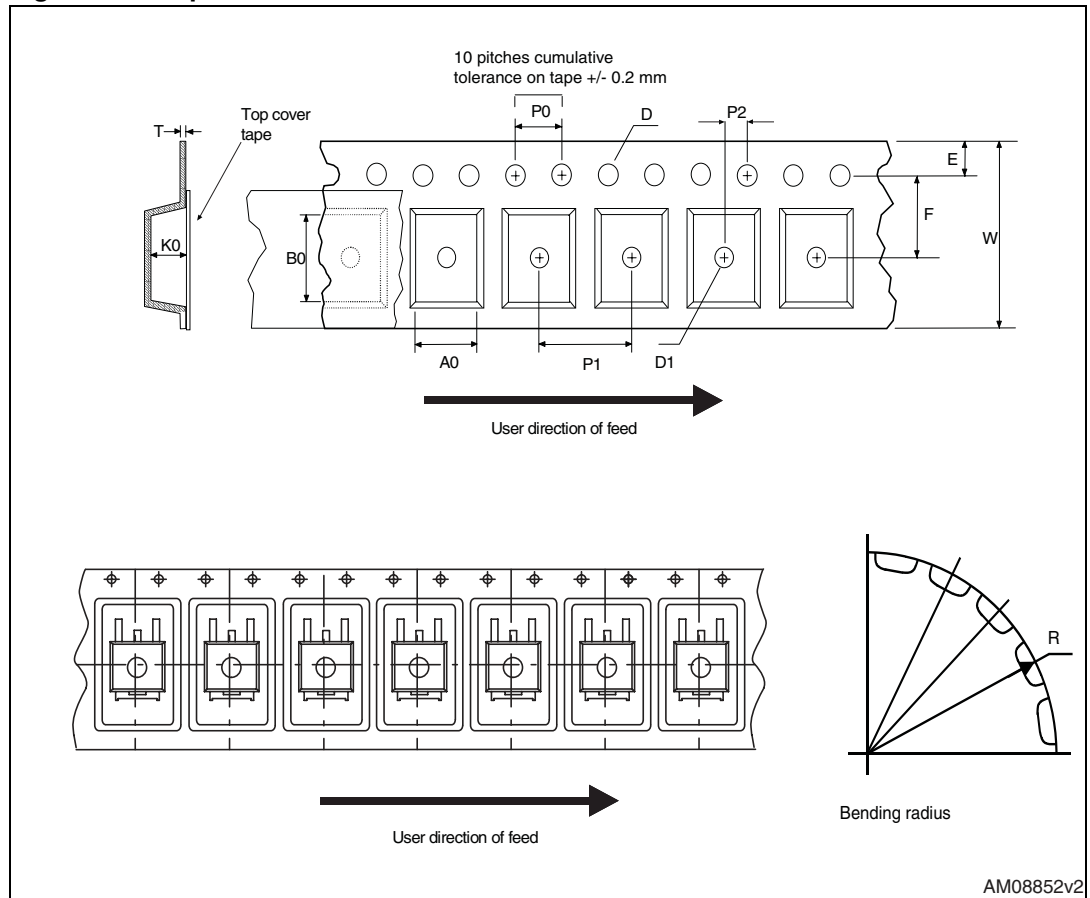 10 pitches cumulative
tolerance on tape +/- 0.2 mm
Top cover
tape
T
P0
D
P2
E
F
W
K0
B0
A0
P1
D1
User direction of feed
R
Bending radius
User direction of feed
AM08852v2